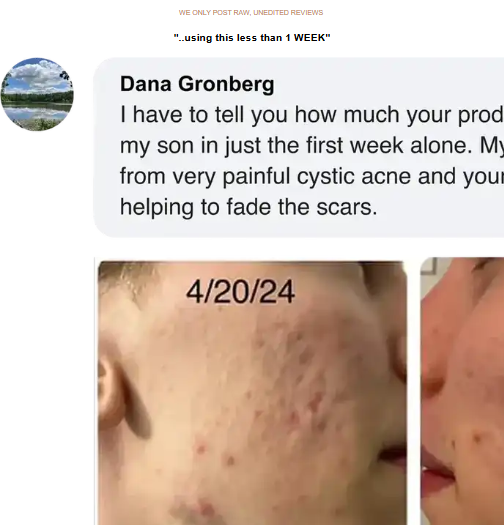 WE ONLY POST RAW, UNEDITED REVIEWS
"..using this less than 1 WEEK"
Dana Gronberg
I have to tell you how much your prod
my son in just the first week alone. My
from very painful cystic acne and your
helping to fade the scars.
4/20/24